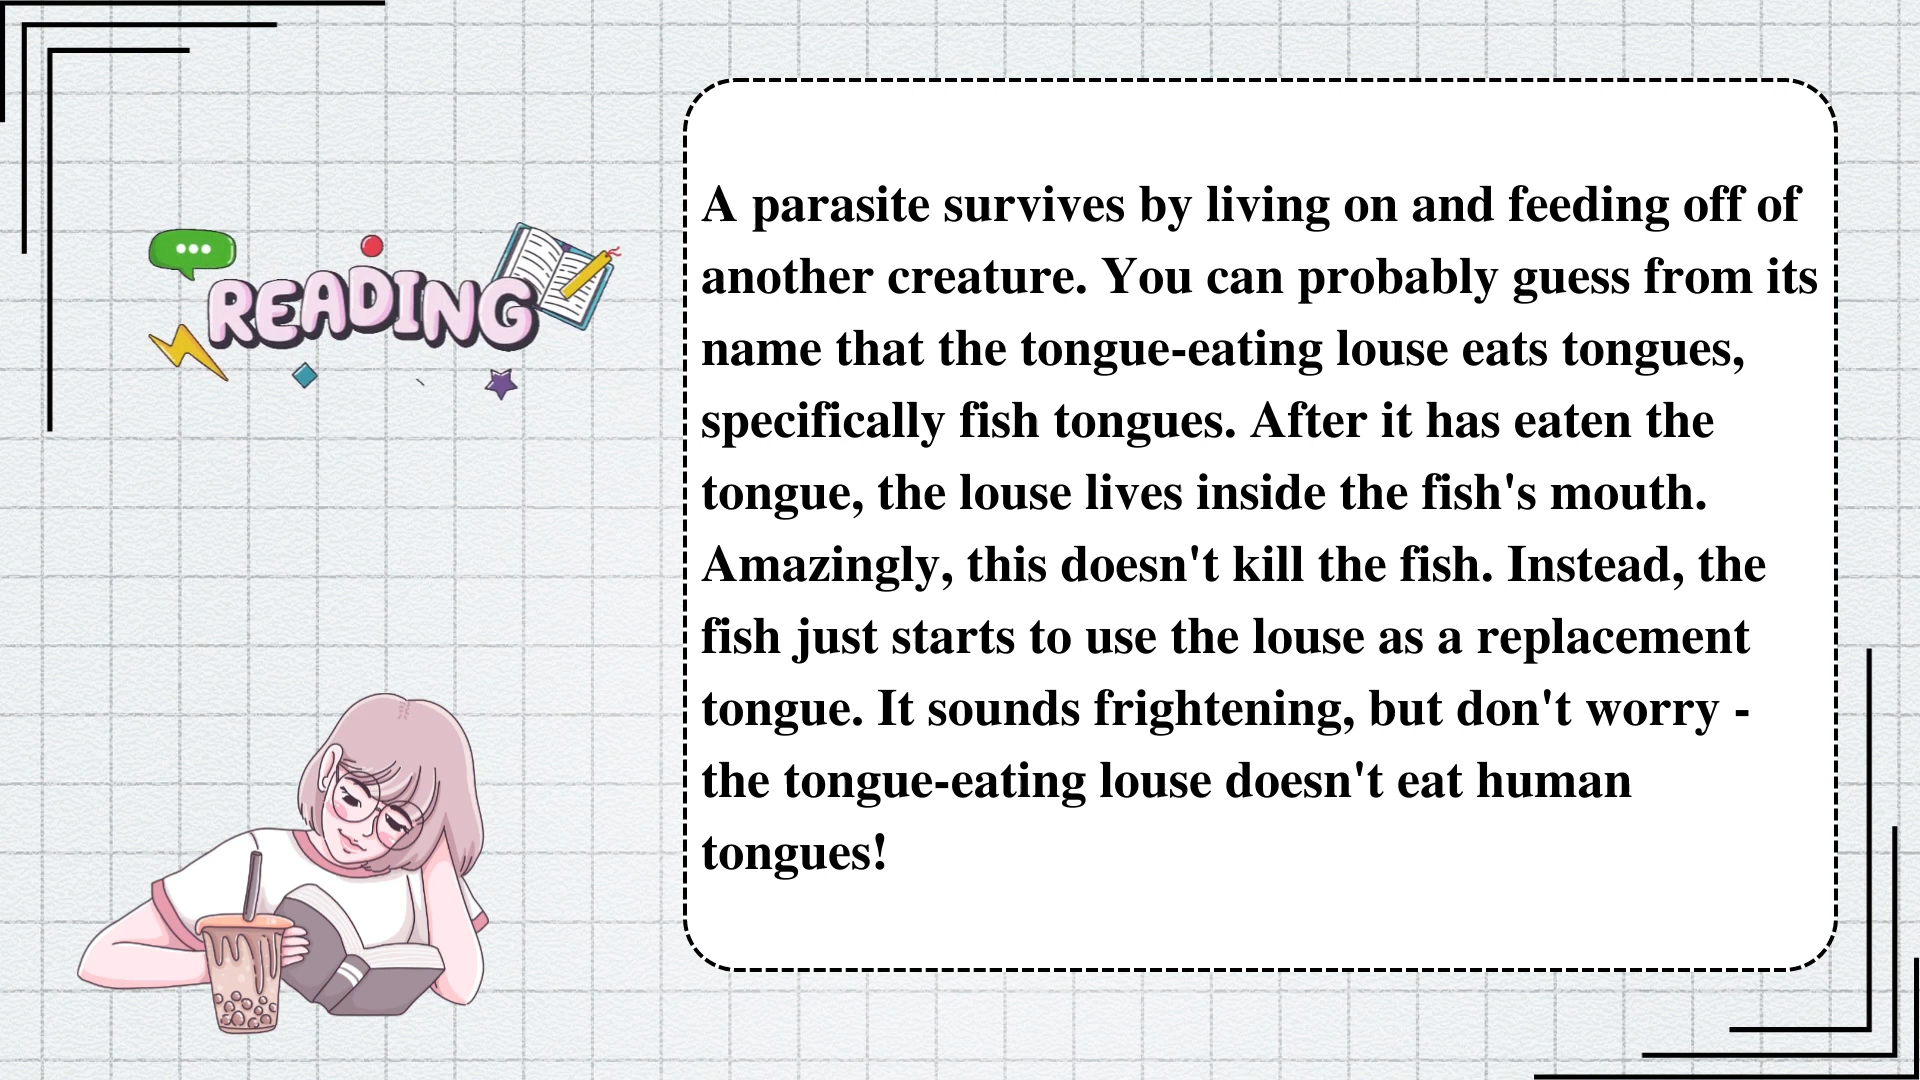 READING
A parasite survives by living on and feeding off of
another creature. You can probably guess from its
name that the tongue-eating louse eats tongues,
specifically fish tongues. After it has eaten the
tongue, the louse lives inside the fish's mouth.
Amazingly, this doesn't kill the fish. Instead, the
fish just starts to use the louse as a replacement
tongue. It sounds frightening, but don't worry -
the tongue-eating louse doesn't eat human
tongues!